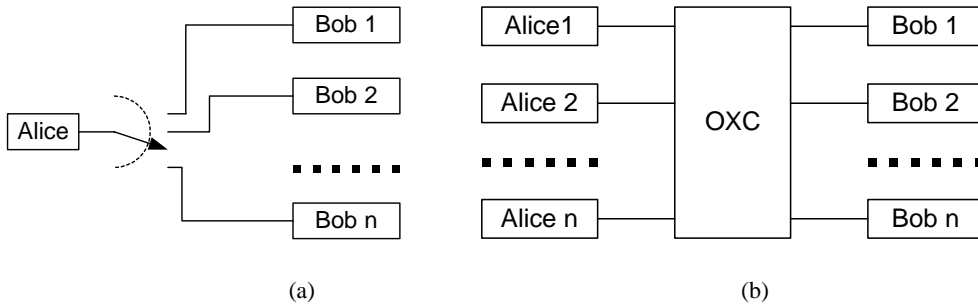 Alice
Bob 1
Bob 2
Bob n
(a)
Alice1
Alice 2
Alice n
OXC
Bob 1
Bob 2
Bob n
(b)